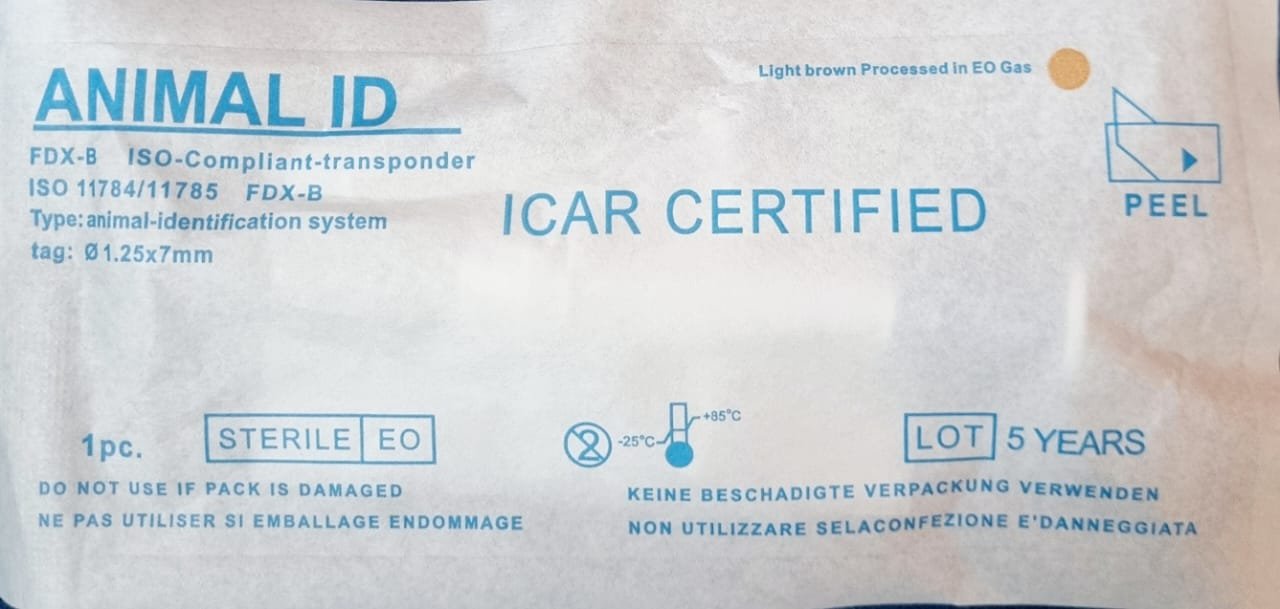 ANIMAL ID
Light brown Processed in EO Gas
FDX-B ISO-Compliant-transponder
ISO 11784/11785 FDX-B
Type: animal-identification system
tag: Ø1.25x7mm
ICAR CERTIFIED
PEEL
1pc.
STERILE EO
2
-25°C
+85°C
LOT 5 YEARS
DO NOT USE IF PACK IS DAMAGED
NE PAS UTILISER SI EMBALLAGE ENDOMMAGE
KEINE BESCHADIGTE VERPACKUNG VERWENDEN
NON UTILIZZARE SELACONFEZIONE E'DANNEGGIATA